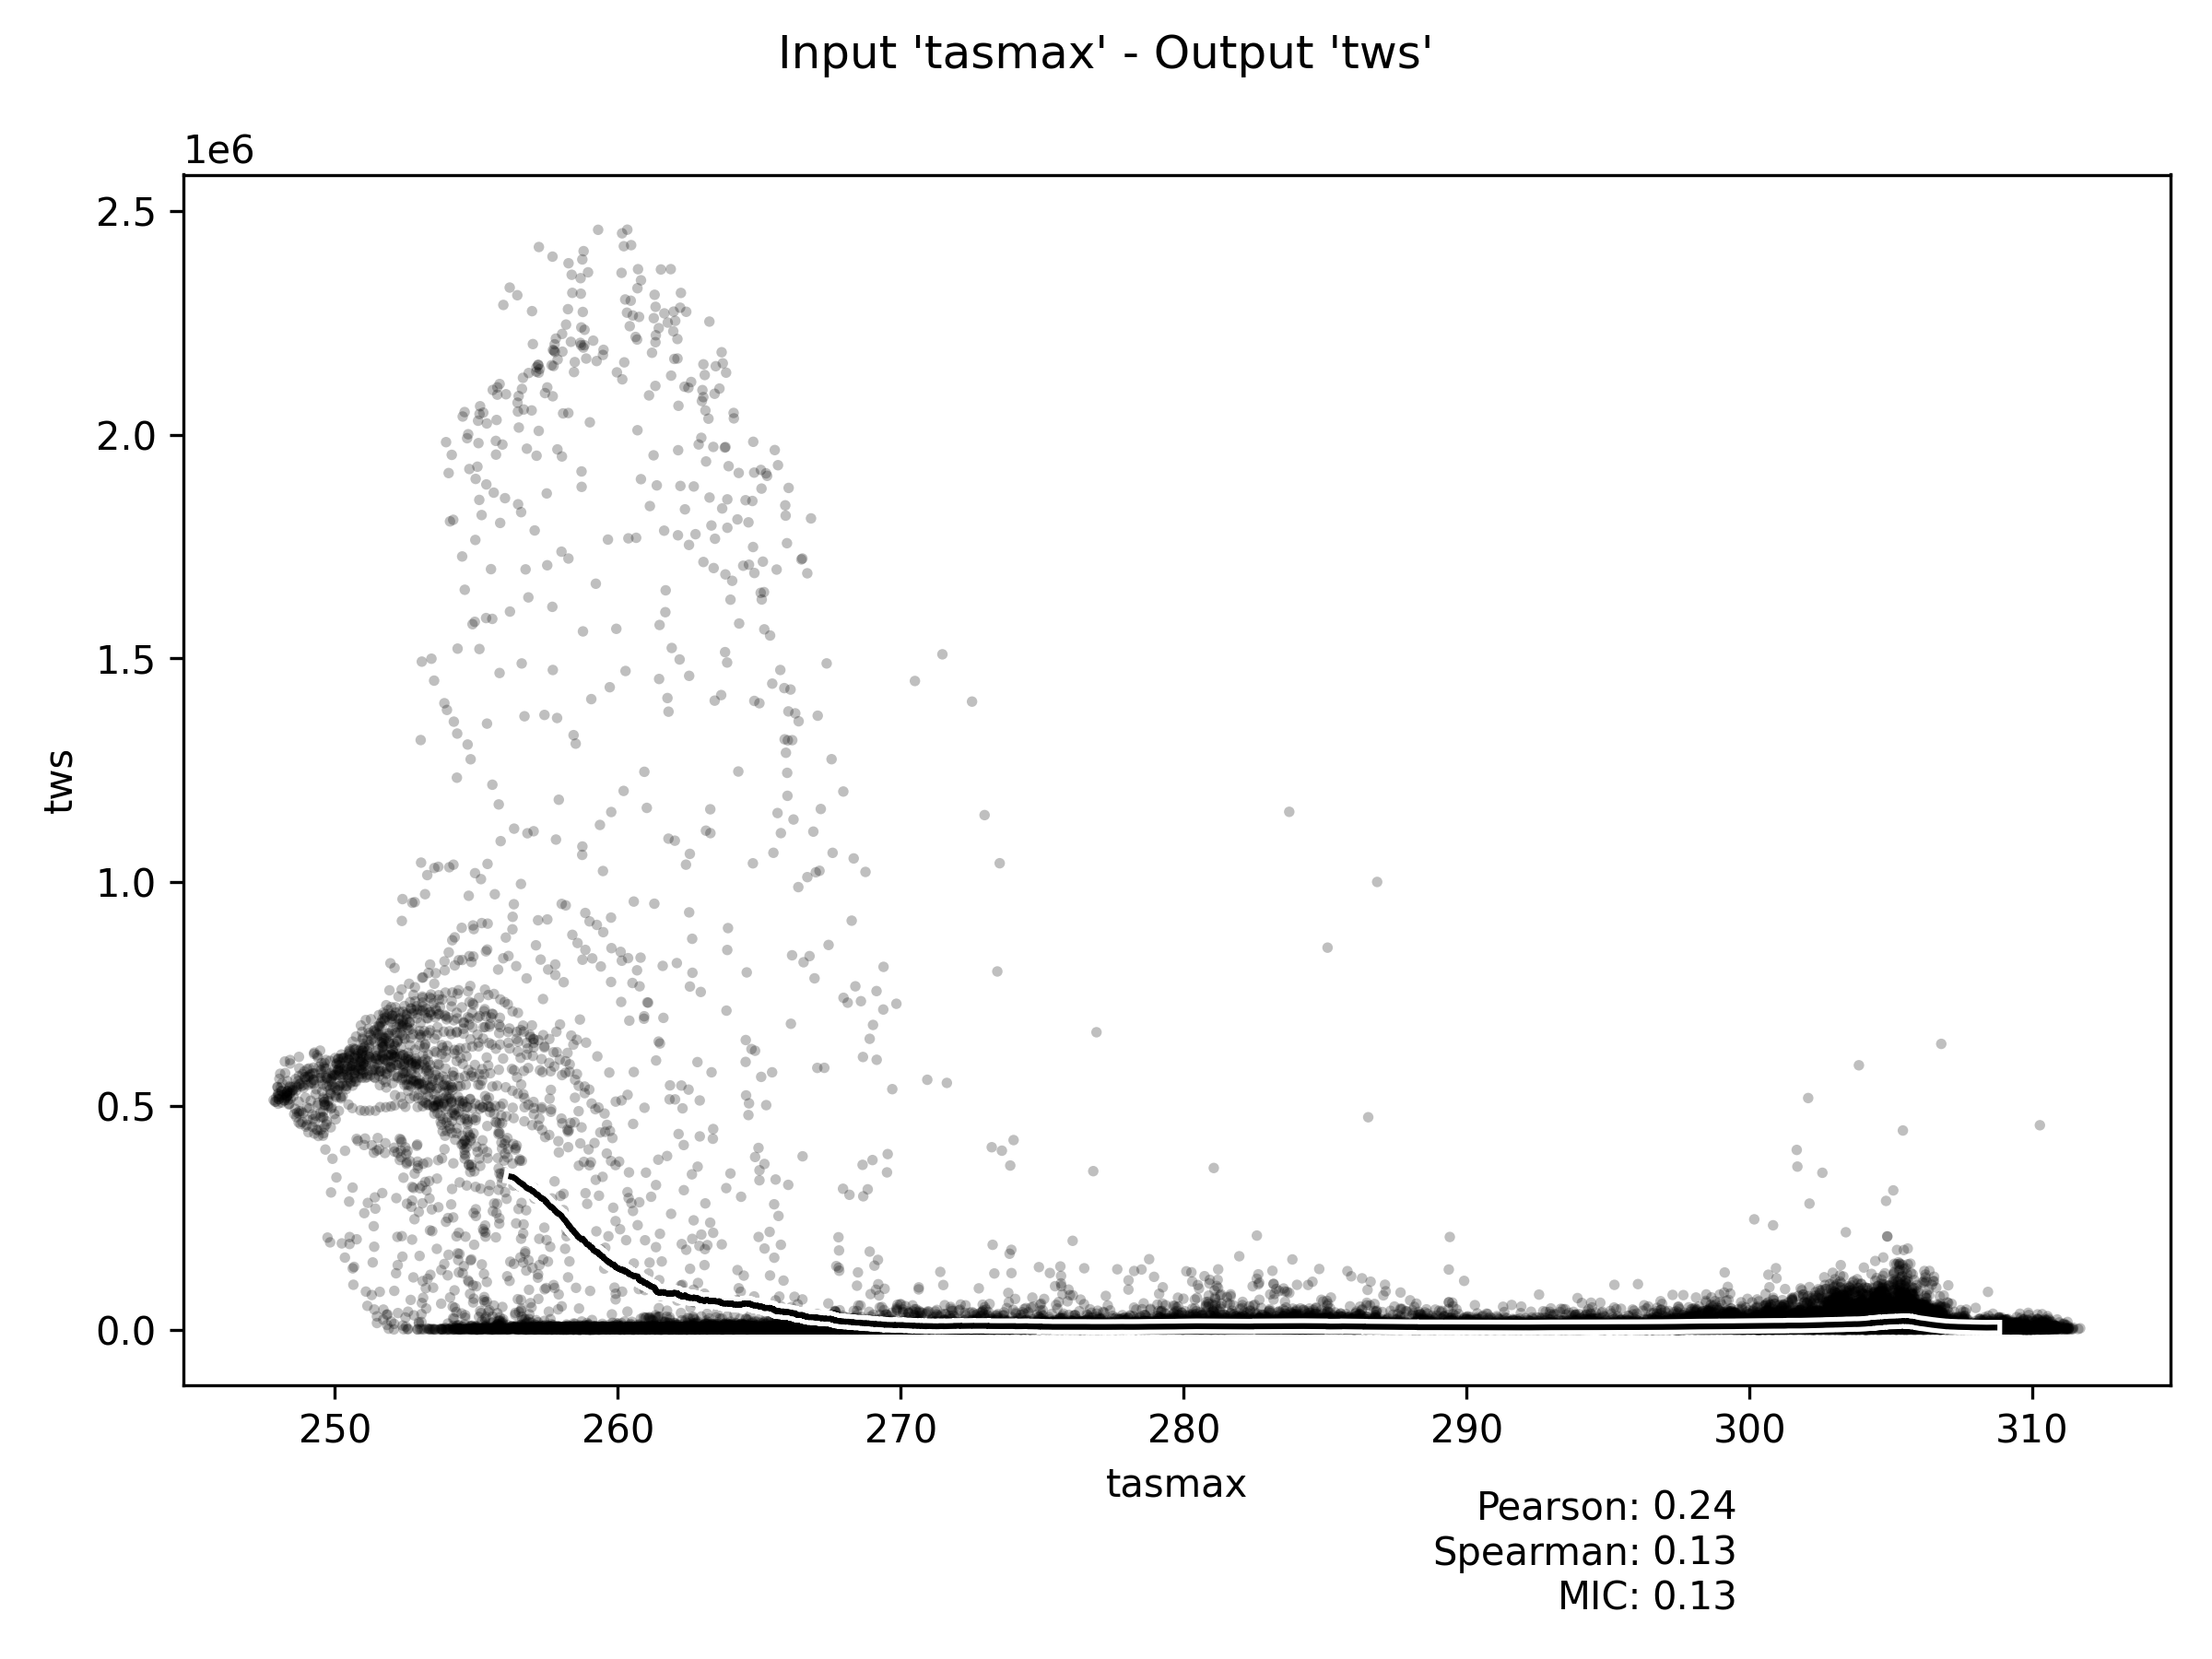 Input 'tasmax' - Output 'tws'
1e6
2.5
2.0
1.5
1.0
0.5
0.0
tws
250 260 270 280 290 300 310
tasmax
Pearson: 0.24
Spearman: 0.13
MIC: 0.13